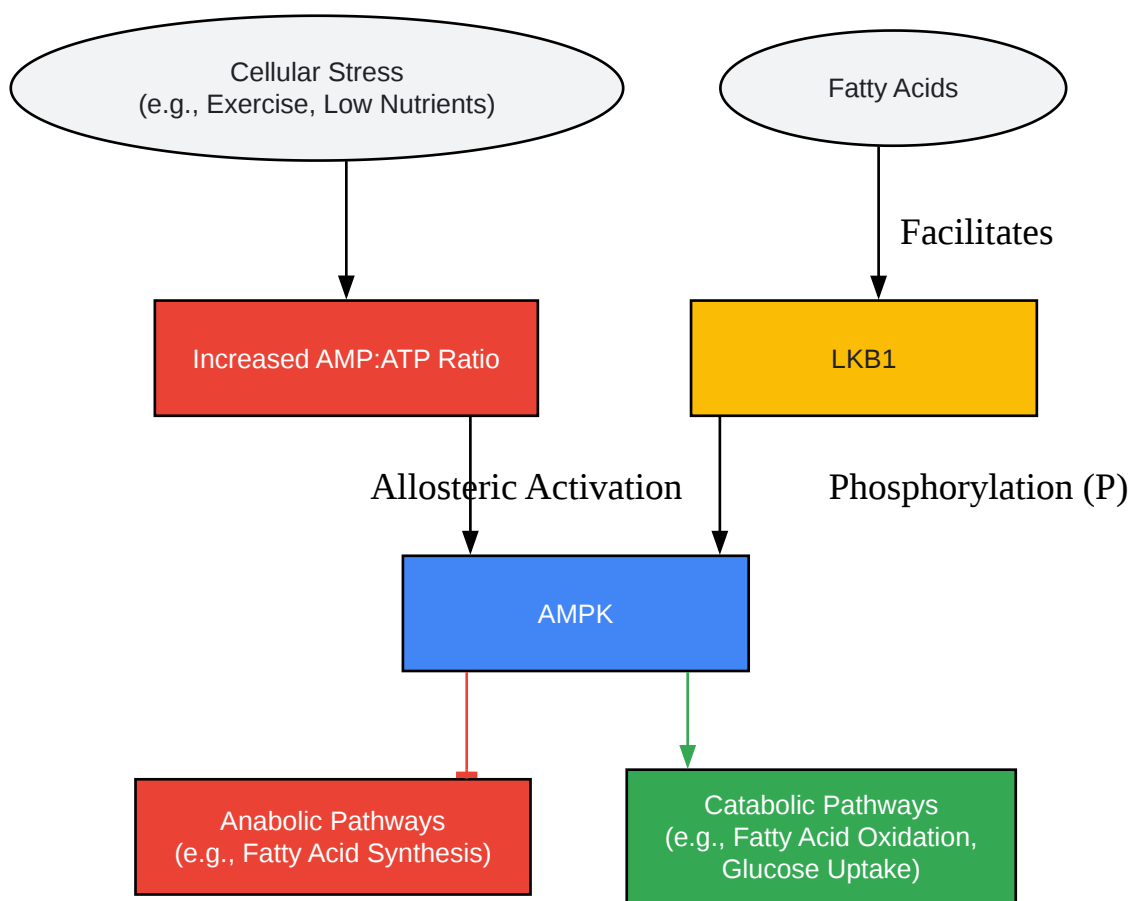 Cellular Stress
(e.g., Exercise, Low Nutrients)
Fatty Acids
Facilitates
Increased AMP:ATP Ratio
LKB1
Allosteric Activation
Phosphorylation (P)
AMPK
Anabolic Pathways
(e.g., Fatty Acid Synthesis)
Catabolic Pathways
(e.g., Fatty Acid Oxidation,
Glucose Uptake)